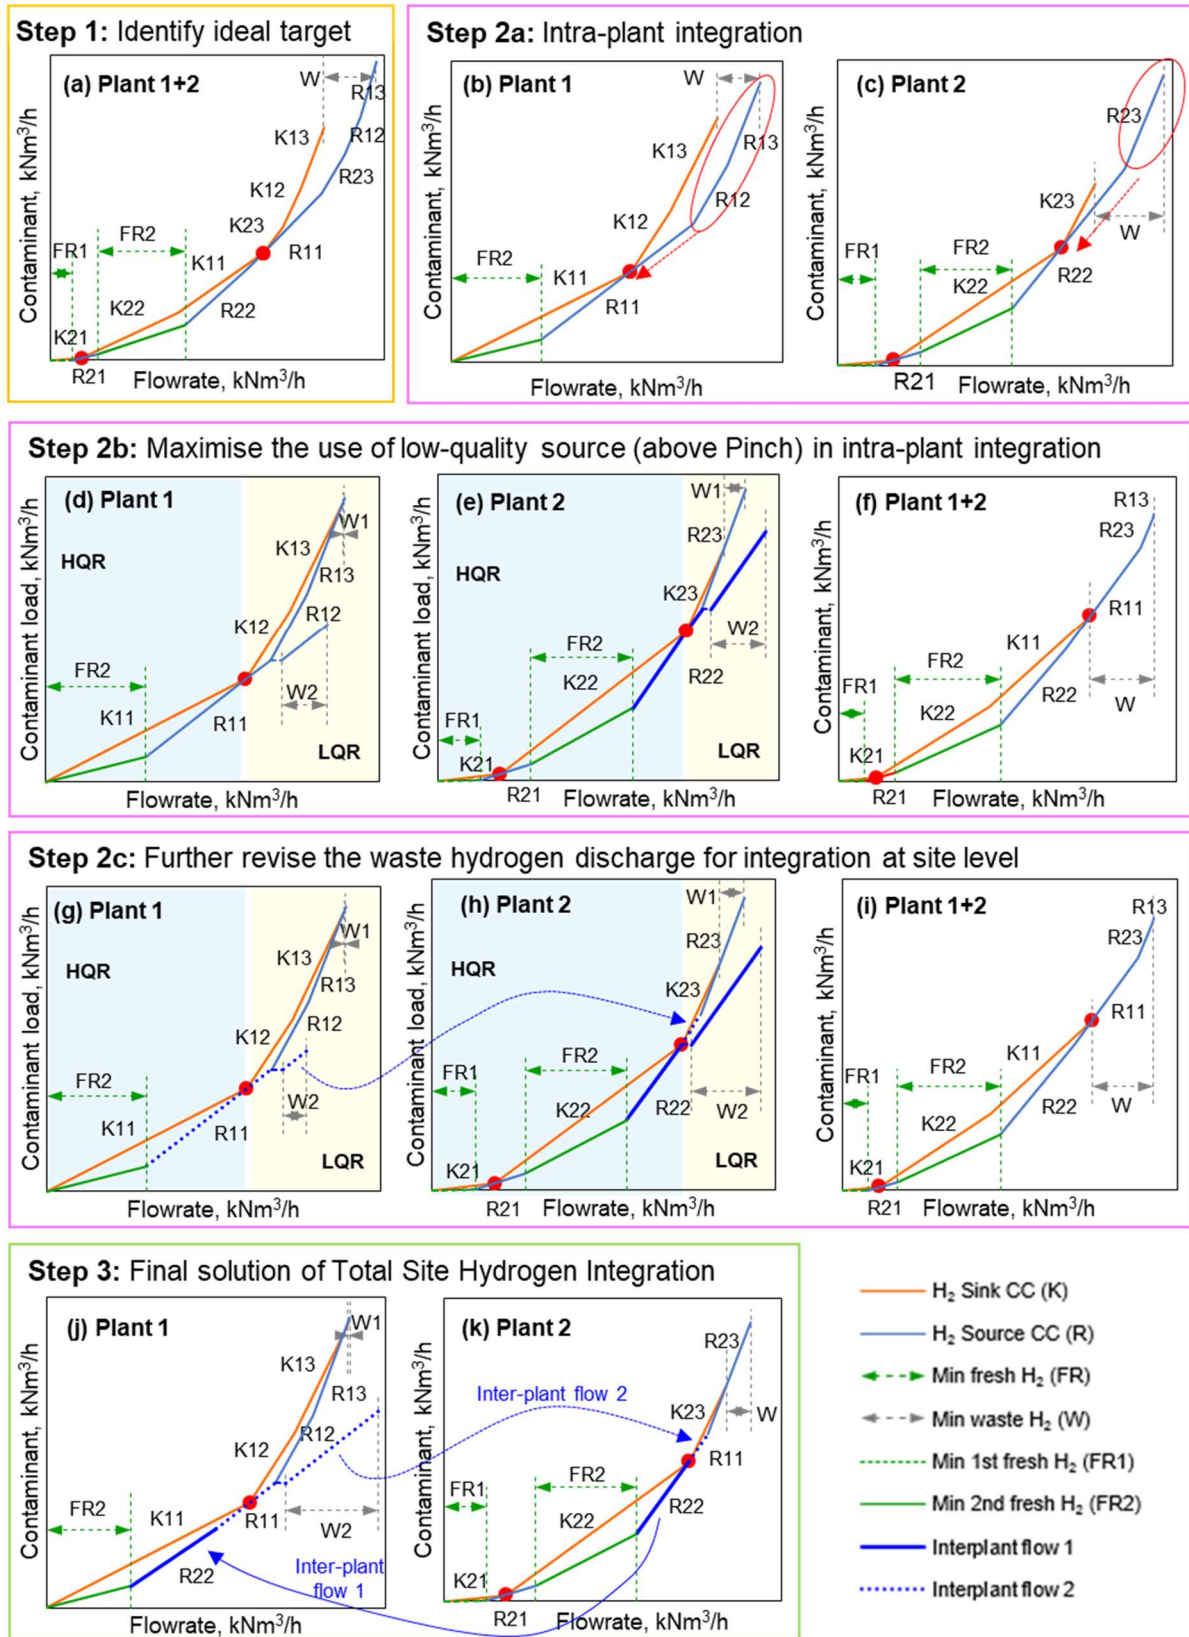 Step 1: Identify ideal target
(a) Plant 1+2
W
R13
K13
R12
K12
R23
FR2
K23
FR1
K11
R11
K22
R22
K21
R21
Contaminant, kNm³/h
Flowrate, kNm³/h
Step 2a: Intra-plant integration
(b) Plant 1
W
K13
R13
K12
R12
FR2
K11
R11
Contaminant, kNm³/h
Flowrate, kNm³/h
(c) Plant 2
R23
K23
W
FR2
FR1
K22
R22
R21
Contaminant, kNm³/h
Flowrate, kNm³/h
Step 2b: Maximise the use of low-quality source (above Pinch) in intra-plant integration
(d) Plant 1
W1
K13
HQR
R13
R12
K12
FR2
W2
K11
R11
LQR
Contaminant load, kNm³/h
Flowrate, kNm³/h
(e) Plant 2
W1
R23
HQR
K23
W2
FR2
R22
K22
FR1
K21
LQR
R21
Contaminant load, kNm³/h
Flowrate, kNm³/h
(f) Plant 1+2
R13
R23
R11
K11
FR2
W
FR1
R22
K22
K21
R21
Contaminant, kNm³/h
Flowrate, kNm³/h
Step 2c: Further revise the waste hydrogen discharge for integration at site level
(g) Plant 1
W1
K13
HQR
R13
R12
K12
FR2
W2
K11
R11
LQR
Contaminant load, kNm³/h
Flowrate, kNm³/h
(h) Plant 2
W1
R23
HQR
K23
FR2
FR1
K22
R22
W2
K21
LQR
R21
Contaminant load, kNm³/h
Flowrate, kNm³/h
(i) Plant 1+2
R13
R23
R11
K11
FR2
FR1
W
R22
K22
K21
R21
Contaminant, kNm³/h
Flowrate, kNm³/h
Step 3: Final solution of Total Site Hydrogen Integration
(j) Plant 1
W1
K13
R13
R12
K12
FR2
K11
R11
W2
R22
Inter-plant
flow 1
Contaminant, kNm³/h
Flowrate, kNm³/h
(k) Plant 2
R23
Inter-plant flow 2
K23
W
R11
FR2
FR1
R22
K22
K21
R21
Contaminant, kNm³/h
Flowrate, kNm³/h
H₂ Sink CC (K)
H₂ Source CC (R)
Min fresh H₂ (FR)
Min waste H₂ (W)
Min 1st fresh H₂ (FR1)
Min 2nd fresh H₂ (FR2)
Interplant flow 1
Interplant flow 2